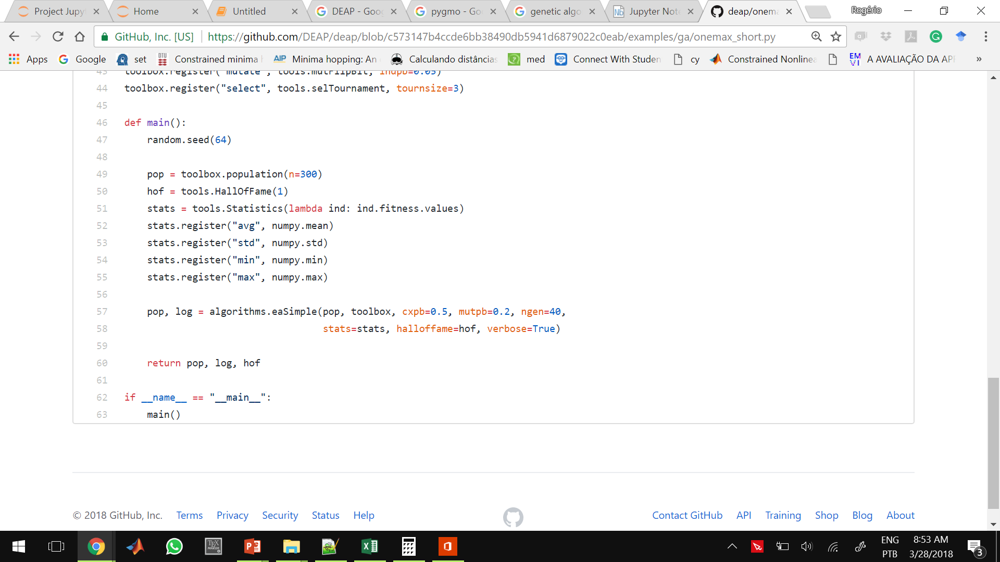 Project Jupy
Home
Untitled
DEAP - Goo
pygmo - Go
genetic algo
Jupyter Note
deap/onema
Rogério
GitHub, Inc. [US]
https://github.com/DEAP/deap/blob/c573147b4ccde6bb38490db5941d6879022c0eab/examples/ga/onemax_short.py
Apps
Google
set
Constrained minima h
Minima hopping: An
Calculando distâncias
med
Connect With Studen
cy
Constrained Nonlinea
A AVALIAÇÃO DA APR
»
43 toolbox.register("mutate", tools.mutFlipBit, indpb=0.05)
44 toolbox.register("select", tools.selTournament, tournsize=3)
45
46 def main():
47     random.seed(64)
48
49     pop = toolbox.population(n=300)
50     hof = tools.HallOfFame(1)
51     stats = tools.Statistics(lambda ind: ind.fitness.values)
52     stats.register("avg", numpy.mean)
53     stats.register("std", numpy.std)
54     stats.register("min", numpy.min)
55     stats.register("max", numpy.max)
56
57     pop, log = algorithms.eaSimple(pop, toolbox, cxpb=0.5, mutpb=0.2, ngen=40,
58                                    stats=stats, halloffame=hof, verbose=True)
59
60     return pop, log, hof
61
62 if __name__ == "__main__":
63     main()
© 2018 GitHub, Inc. Terms Privacy Security Status Help
Contact GitHub API Training Shop Blog About
ENG 8:53 AM
PTB 3/28/2018
3